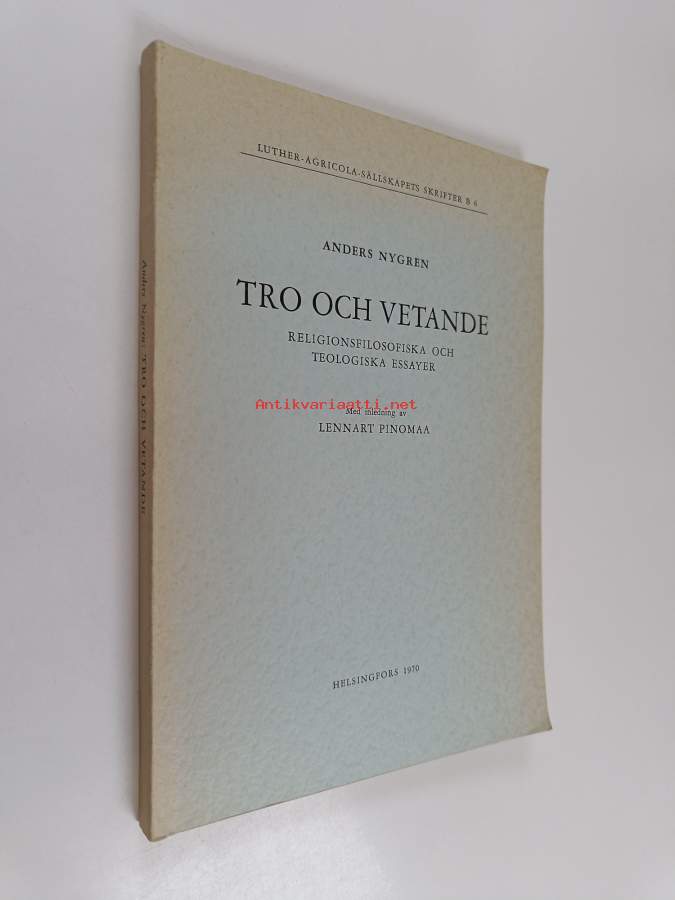 LUTHER-AGRICOLA-SÄLLSKAPETS SKRIFTER B 6
ANDERS NYGREN
TRO OCH VETANDE
RELIGIONSFILOSOFISKA OCH
TEOLOGISKA ESSAYER
Antikvariaatti.net
Med inledning av
LENNART PINOMAA
HELSINGFORS 1970
Anders Nygren: TRO OCH VETANDE